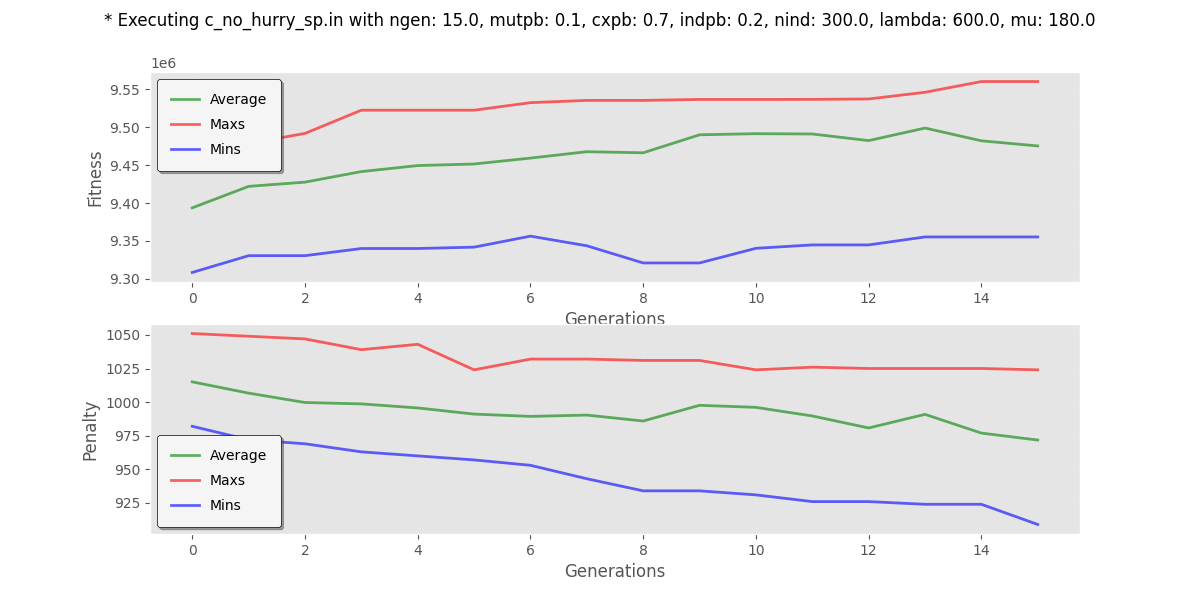 * Executing c_no_hurry_sp.in with ngen: 15.0, mutpb: 0.1, cxpb: 0.7, indpb: 0.2, nind: 300.0, lambda: 600.0, mu: 180.0
1e6
9.55
9.50
9.45
9.40
9.35
9.30
Fitness
Average
Maxs
Mins
0 2 4 6 8 10 12 14
Generations
1050
1025
1000
975
950
925
Penalty
Average
Maxs
Mins
0 2 4 6 8 10 12 14
Generations